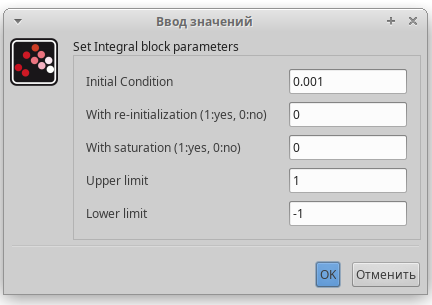 Ввод значений
Set Integral block parameters
Initial Condition 0.001
With re-initialization (1:yes, 0:no) 0
With saturation (1:yes, 0:no) 0
Upper limit 1
Lower limit -1
OK Отменить